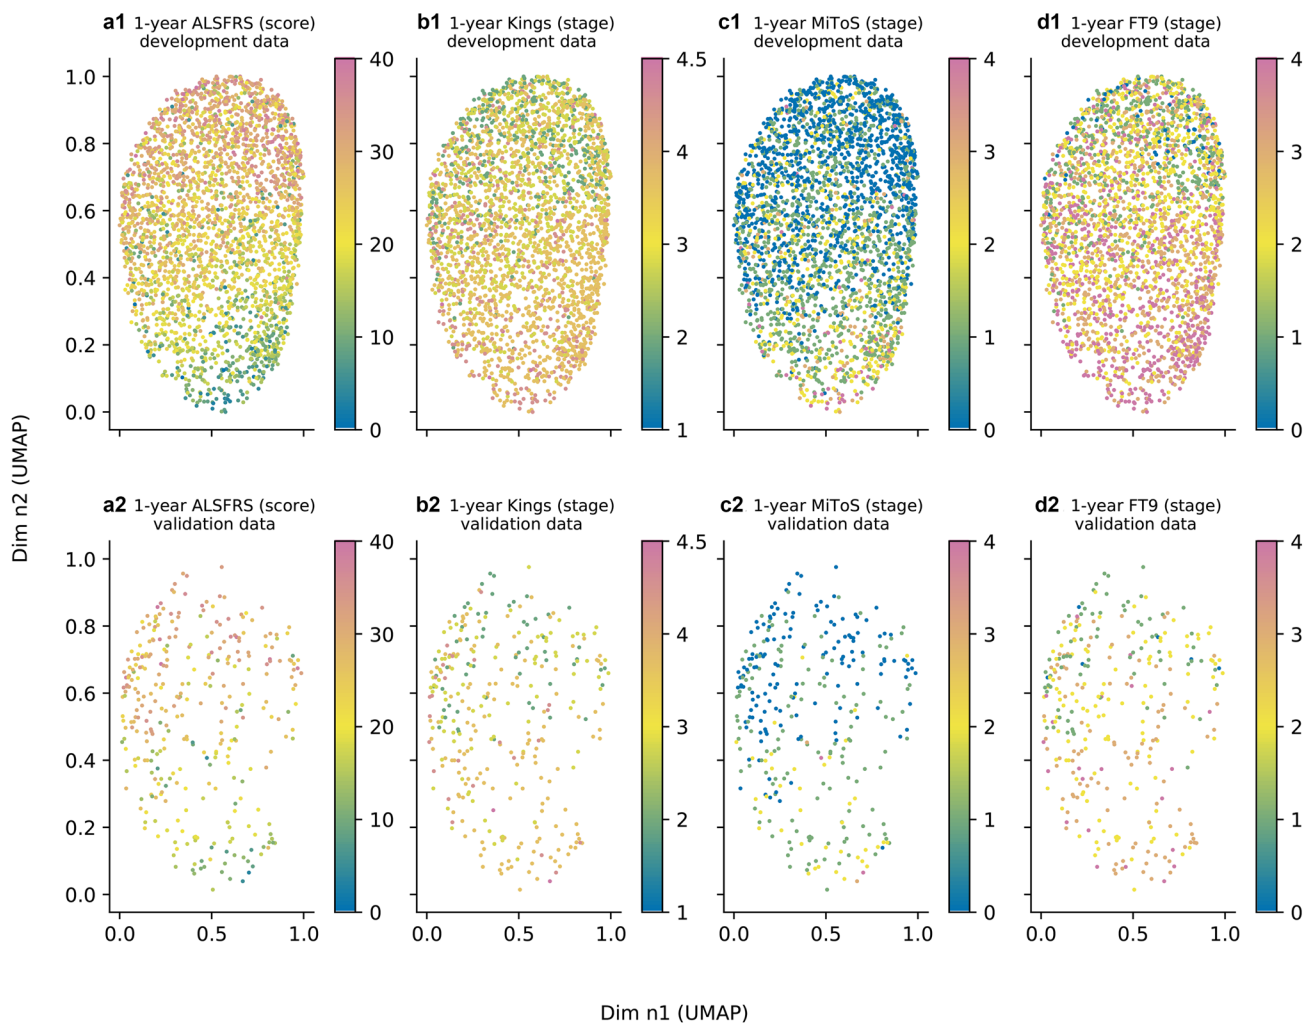 a1 1-year ALSFRS (score)
development data
b1 1-year Kings (stage)
development data
c1 1-year MiToS (stage)
development data
d1 1-year FT9 (stage)
development data
1.0
0.8
0.6
0.4
0.2
0.0
40
30
20
10
0
4.5
4
3
2
1
4
3
2
1
0
4
3
2
1
0
Dim n2 (UMAP)
a2 1-year ALSFRS (score)
validation data
b2 1-year Kings (stage)
validation data
c2 1-year MiToS (stage)
validation data
d2 1-year FT9 (stage)
validation data
1.0
0.8
0.6
0.4
0.2
0.0
40
30
20
10
0
4.5
4
3
2
1
4
3
2
1
0
4
3
2
1
0
0.0 0.5 1.0
0.0 0.5 1.0
0.0 0.5 1.0
0.0 0.5 1.0
Dim n1 (UMAP)